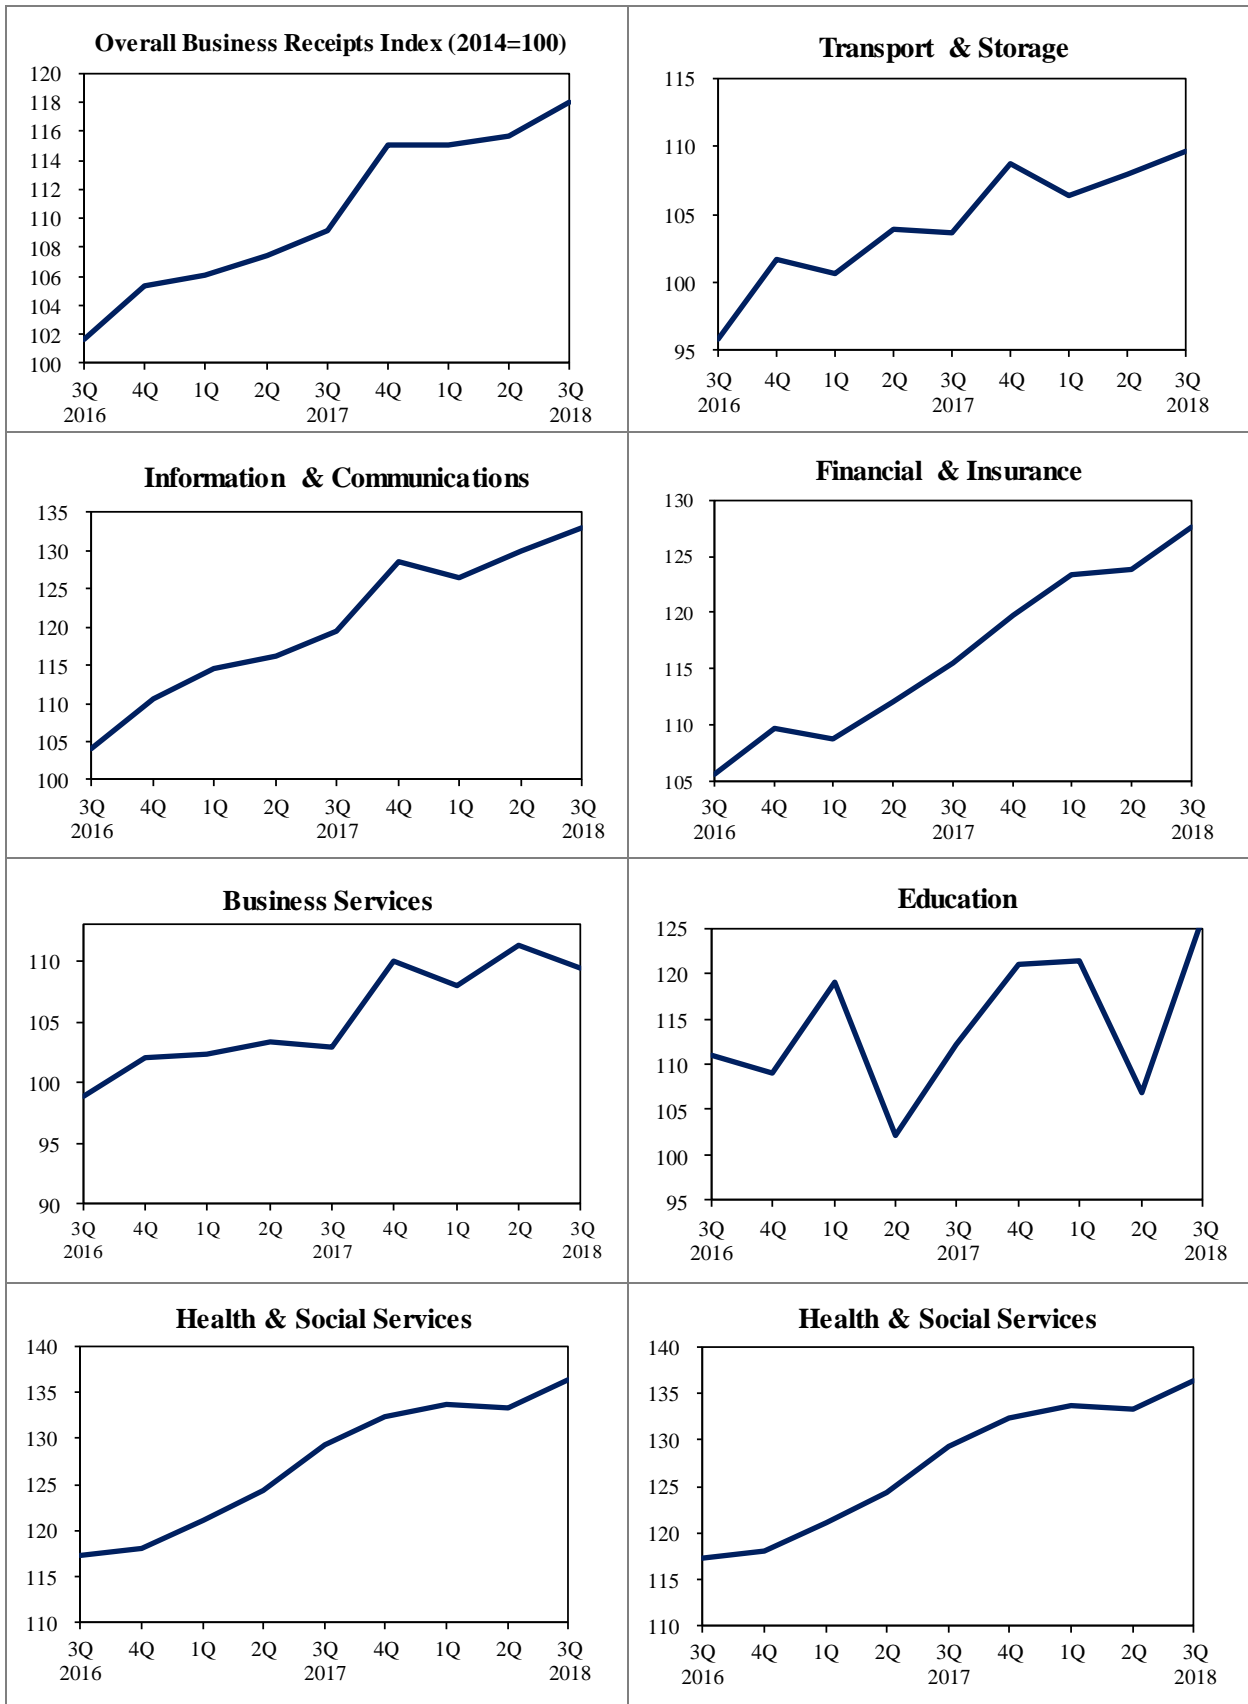 Overall Business Receipts Index (2014=100)
120
118
116
114
112
110
108
106
104
102
100
3Q 4Q 1Q 2Q 3Q 4Q 1Q 2Q 3Q
2016 2017 2018
Transport & Storage
115
110
105
100
95
3Q 4Q 1Q 2Q 3Q 4Q 1Q 2Q 3Q
2016 2017 2018
Information & Communications
135
130
125
120
115
110
105
100
3Q 4Q 1Q 2Q 3Q 4Q 1Q 2Q 3Q
2016 2017 2018
Financial & Insurance
130
125
120
115
110
105
3Q 4Q 1Q 2Q 3Q 4Q 1Q 2Q 3Q
2016 2017 2018
Business Services
110
105
100
95
90
3Q 4Q 1Q 2Q 3Q 4Q 1Q 2Q 3Q
2016 2017 2018
Education
125
120
115
110
105
100
95
3Q 4Q 1Q 2Q 3Q 4Q 1Q 2Q 3Q
2016 2017 2018
Health & Social Services
140
135
130
125
120
115
110
3Q 4Q 1Q 2Q 3Q 4Q 1Q 2Q 3Q
2016 2017 2018
Health & Social Services
140
135
130
125
120
115
110
3Q 4Q 1Q 2Q 3Q 4Q 1Q 2Q 3Q
2016 2017 2018